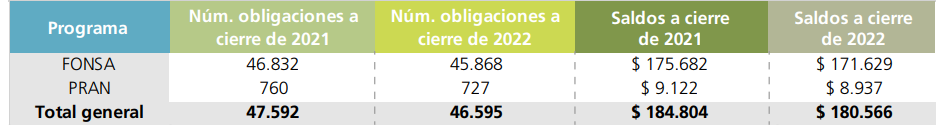 Programa Núm. obligaciones a cierre de 2021 Núm. obligaciones a cierre de 2022 Saldos a cierre de 2021 Saldos a cierre de 2022
FONSA 46.832 45.868 $ 175.682 $ 171.629
PRAN 760 727 $ 9.122 $ 8.937
Total general 47.592 46.595 $ 184.804 $ 180.566